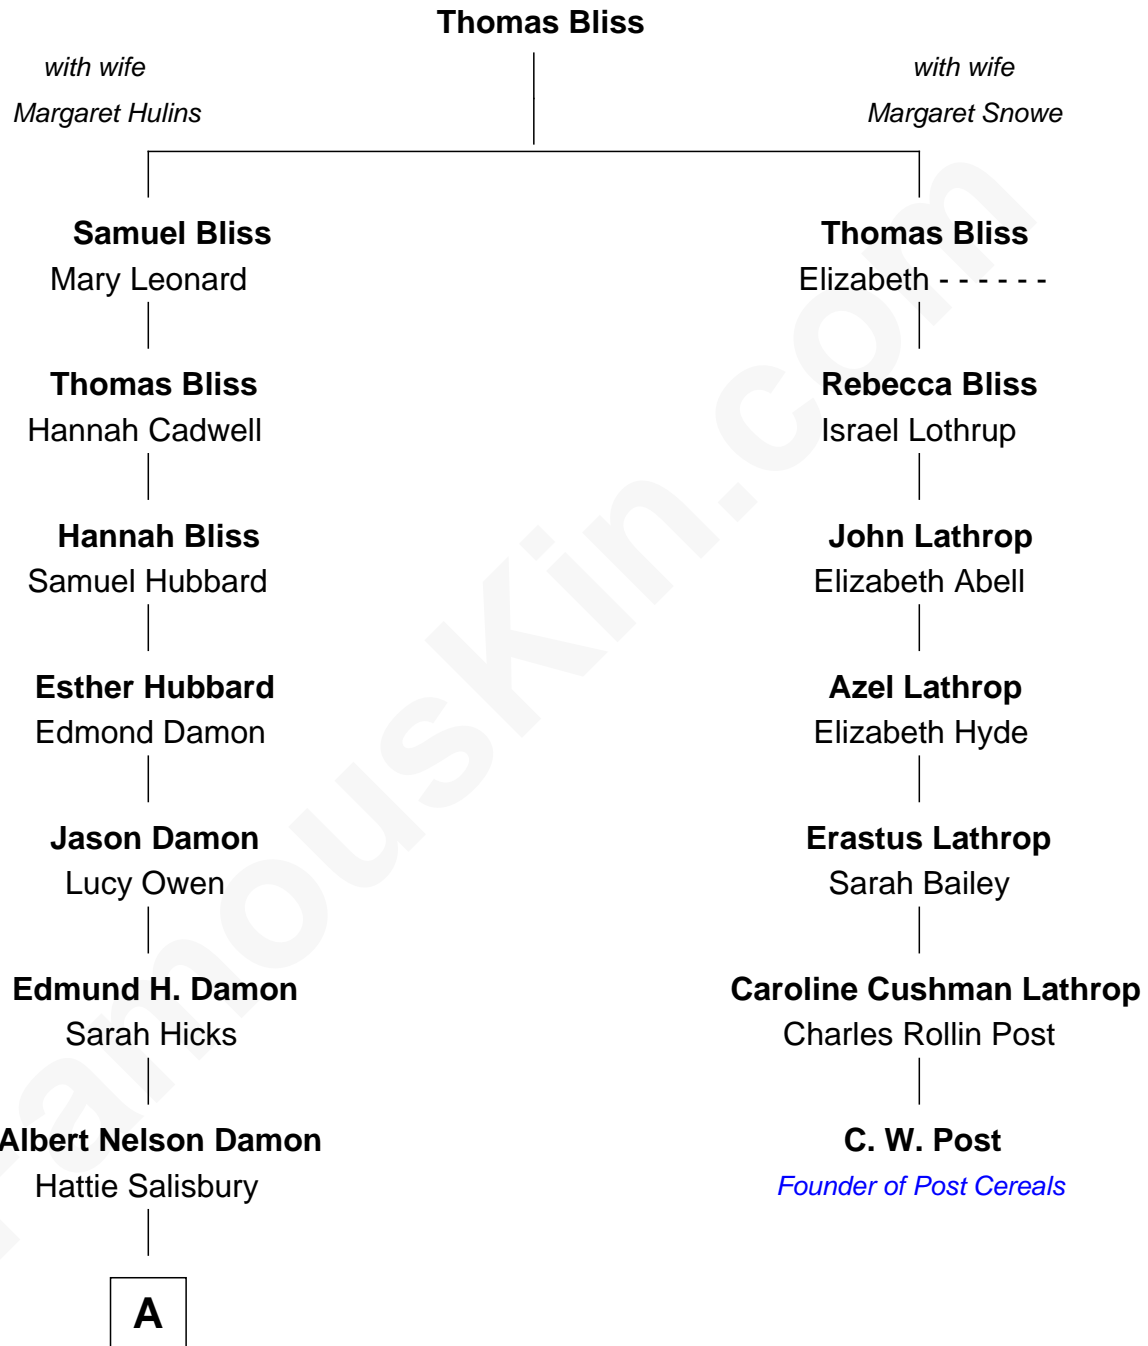 Thomas Bliss
with wife
Margaret Hulins
with wife
Margaret Snowe
Samuel Bliss
Mary Leonard
Thomas Bliss
Elizabeth - - - - - -
Thomas Bliss
Hannah Cadwell
Rebecca Bliss
Israel Lothrup
Hannah Bliss
Samuel Hubbard
John Lathrop
Elizabeth Abell
Esther Hubbard
Edmond Damon
Azel Lathrop
Elizabeth Hyde
Jason Damon
Lucy Owen
Erastus Lathrop
Sarah Bailey
Edmund H. Damon
Sarah Hicks
Caroline Cushman Lathrop
Charles Rollin Post
Albert Nelson Damon
Hattie Salisbury
C. W. Post
Founder of Post Cereals
A
FamousKin.com